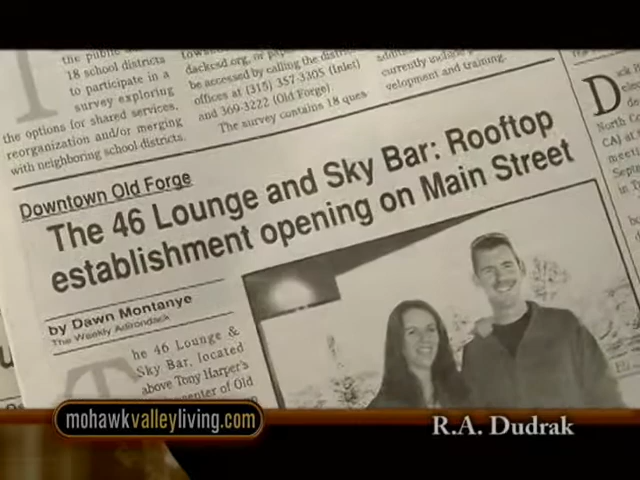 the public
18 school districts
to participate in a
survey exploring
the options for shared services,
reorganization and/or merging
with neighboring school districts.
dackcsd.org, or
be accessed by calling the district
offices at (315) 357-3305 (Inlet)
and 369-3222 (Old Forge).
The survey contains 18 ques-
currently include
velopment and training.
D
North
meeti
Downtown Old Forge
The 46 Lounge and Sky Bar: Rooftop
establishment opening on Main Street
by Dawn Montanye
The Weekly Adirondack
The 46 Lounge &
Sky Bar, located
above Tony Harper's
center of Old
mohawkvalleyliving.com
R.A. Dudrak